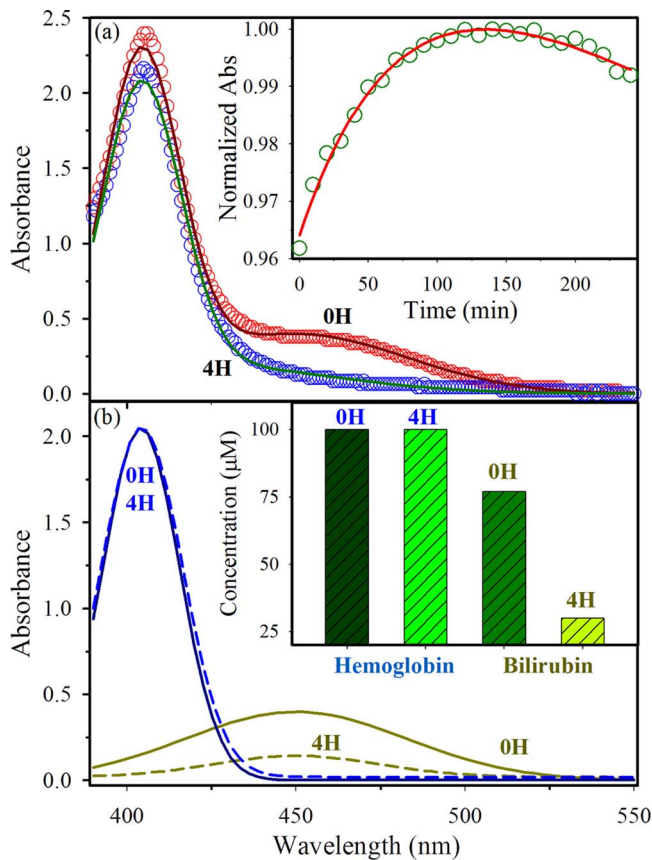 (a)
2.5
2.0
1.5
1.0
0.5
0.0
Absorbance
1.00
0.99
0.98
0.97
0.96
Normalized Abs
0 50 100 150 200
Time (min)
0H
4H
(b)
2.0
1.5
1.0
0.5
0.0
Absorbance
0H
4H
100
75
50
25
Concentration (μM)
0H
4H
0H
4H
Hemoglobin Bilirubin
4H
0H
400 450 500 550
Wavelength (nm)